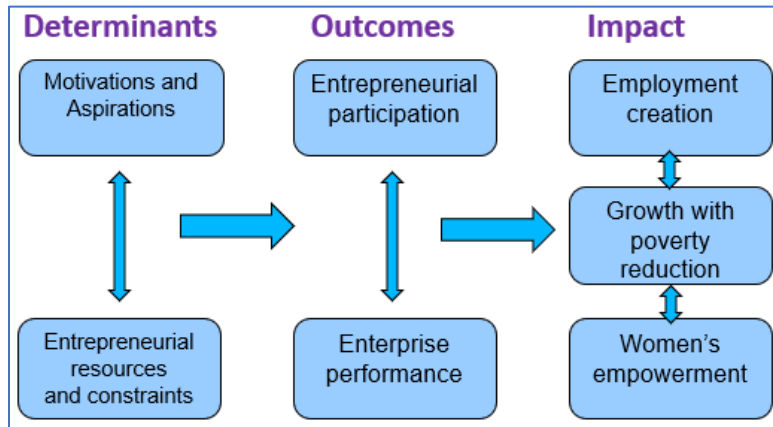 Determinants
Outcomes
Impact
Motivations and
Aspirations
Entrepreneurial
participation
Employment
creation
Growth with
poverty
reduction
Entrepreneurial
resources
and constraints
Enterprise
performance
Women’s
empowerment